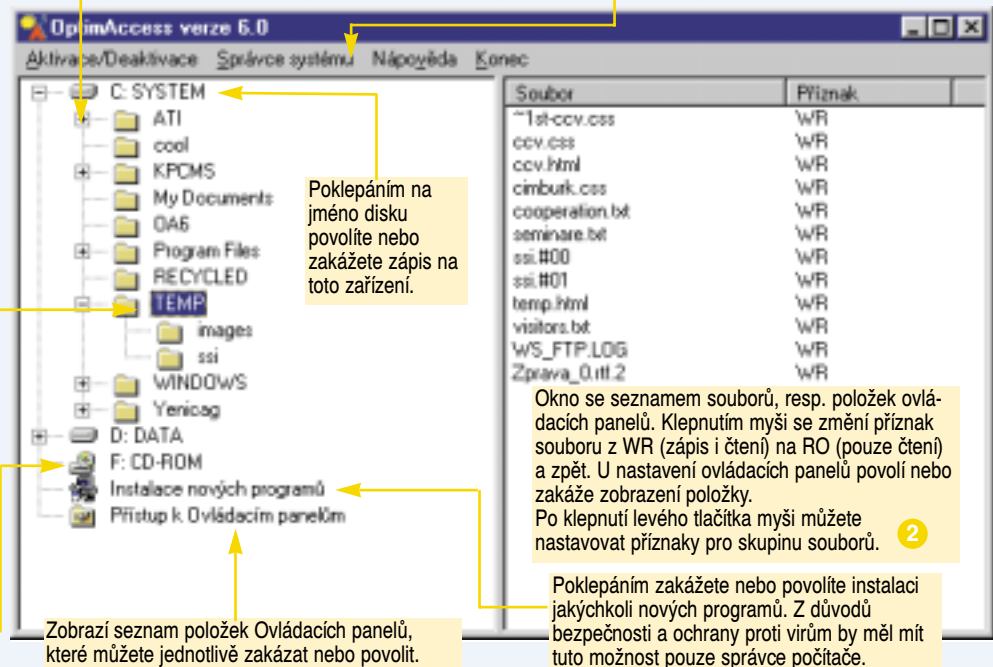 OptimAccess verze 6.0
Aktivace/Deaktivace Správce systému Nápověda Konec
C: SYSTEM
ATI
cool
KPCMS
My Documents
OA6
Program Files
RECYCLED
TEMP
images
ssi
WINDOWS
Yenicag
D: DATA
F: CD-ROM
Instalace nových programů
Přístup k Ovládacím panelům
Poklepáním na
jméno disku
povolíte nebo
zakážete zápis na
toto zařízení.
Soubor Příznak
~1st-ccv.css WR
ccv.css WR
ccv.html WR
cimburk.css WR
cooperation.txt WR
seminare.txt WR
ssi.#00 WR
ssi.#01 WR
temp.html WR
visitors.txt WR
WS_FTP.LOG WR
Zprava_0.rtf.2 WR
Okno se seznamem souborů, resp. položek ovlá-
dacích panelů. Klepnutím myši se změní příznak
souboru z WR (zápis i čtení) na RO (pouze čtení)
a zpět. U nastavení ovládacích panelů povolí nebo
zakáže zobrazení položky.
Po klepnutí levého tlačítka myši můžete
nastavovat příznaky pro skupinu souborů. 2
Poklepáním zakážete nebo povolíte instalaci
jakýchkoli nových programů. Z důvodů
bezpečnosti a ochrany proti virům by měl mít
tuto možnost pouze správce počítače.
Zobrazí seznam položek Ovládacích panelů,
které můžete jednotlivě zakázat nebo povolit.